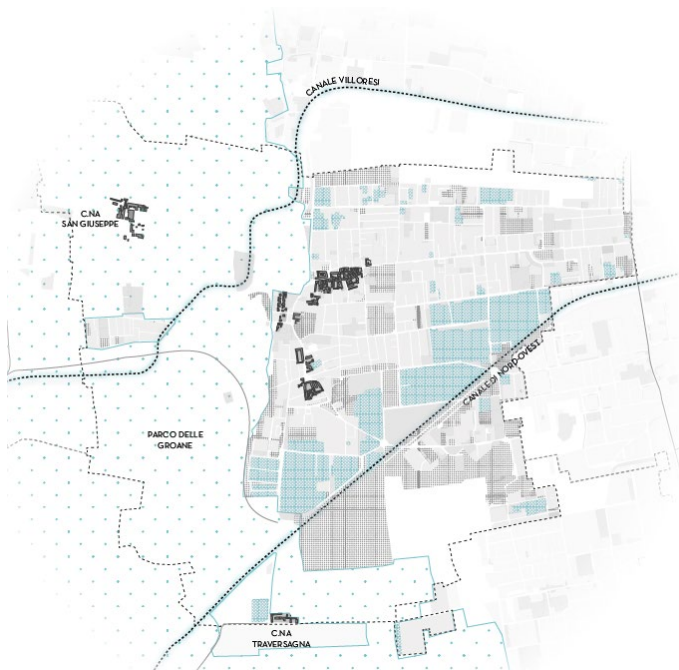 CANALE VILLORESI
C.NA
SAN GIUSEPPE
CANALE DI NORDOVEST
PARCO DELLE
GROANE
C.NA
TRAVERSAGNA